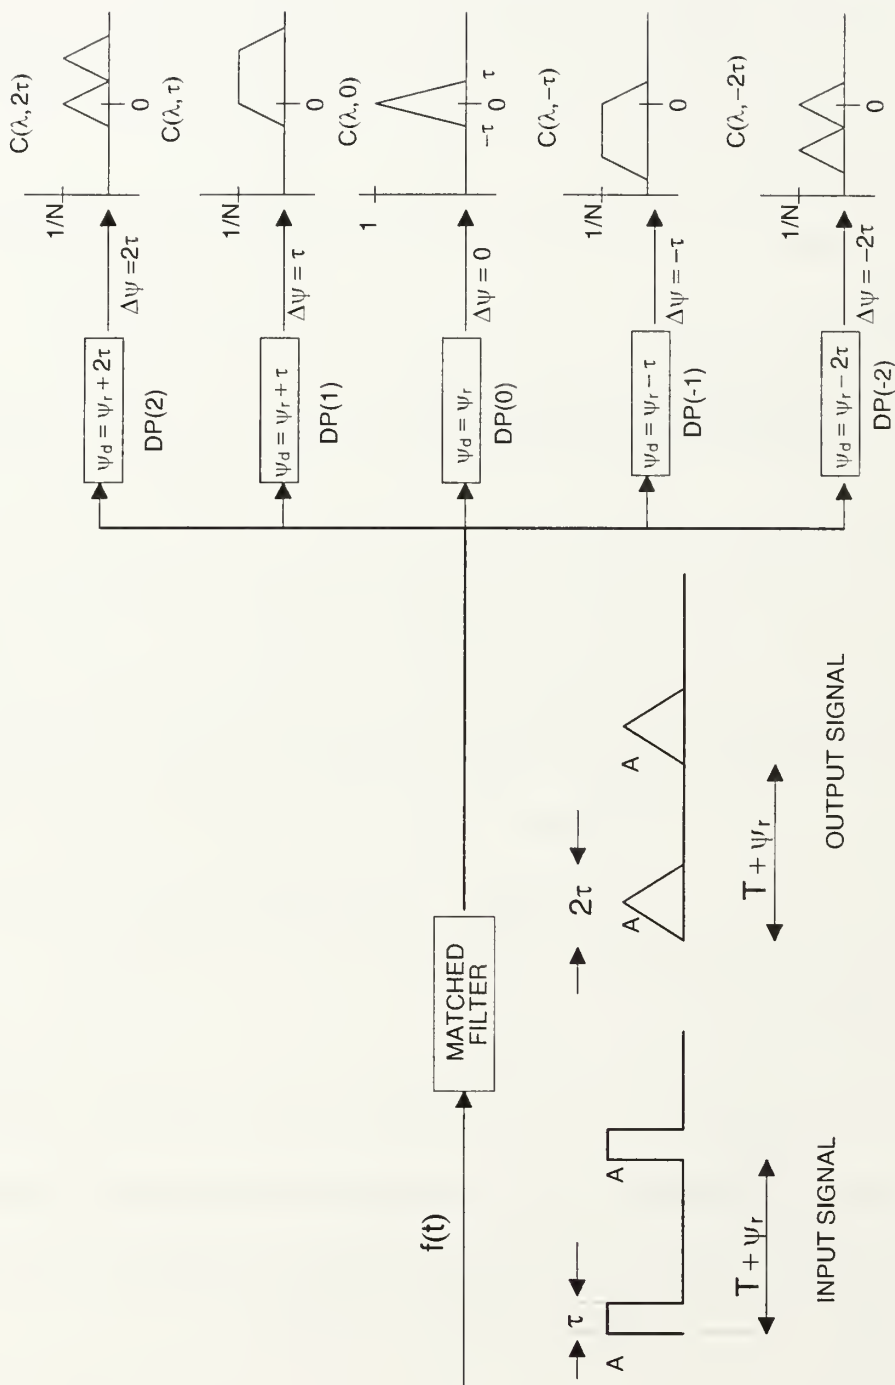 f(t)
MATCHED
FILTER
τ
A
A
T + ψr
INPUT SIGNAL
2τ
A
A
T + ψr
OUTPUT SIGNAL
ψd = ψr + 2τ
DP(2)
Δψ = 2τ
C(λ, 2τ)
1/N
0
ψd = ψr + τ
DP(1)
Δψ = τ
C(λ, τ)
1/N
0
ψd = ψr
DP(0)
Δψ = 0
C(λ, 0)
1
-τ
0
τ
ψd = ψr − τ
DP(-1)
Δψ = −τ
C(λ, -τ)
1/N
0
ψd = ψr − 2τ
DP(-2)
Δψ = −2τ
C(λ, -2τ)
1/N
0